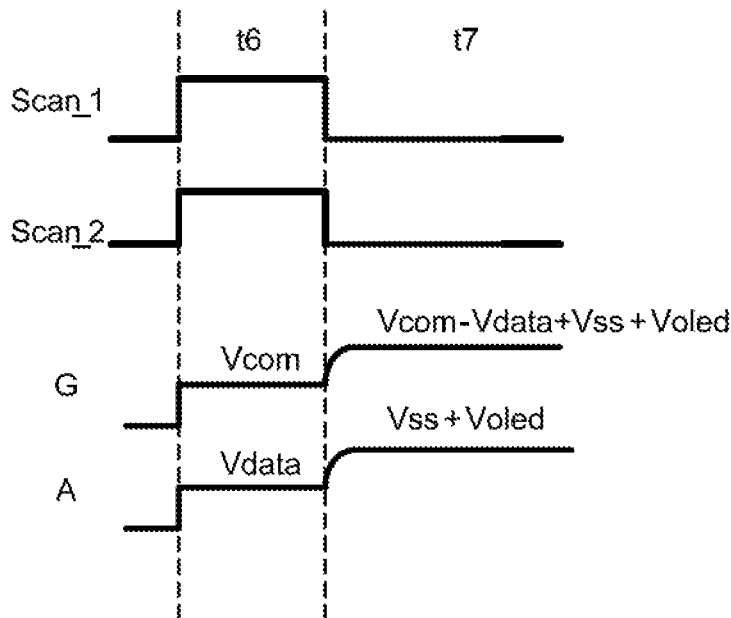 t6 t7
Scan_1
Scan_2
Vcom-Vdata+Vss+Voled
Vcom
G
Vss+Voled
Vdata
A